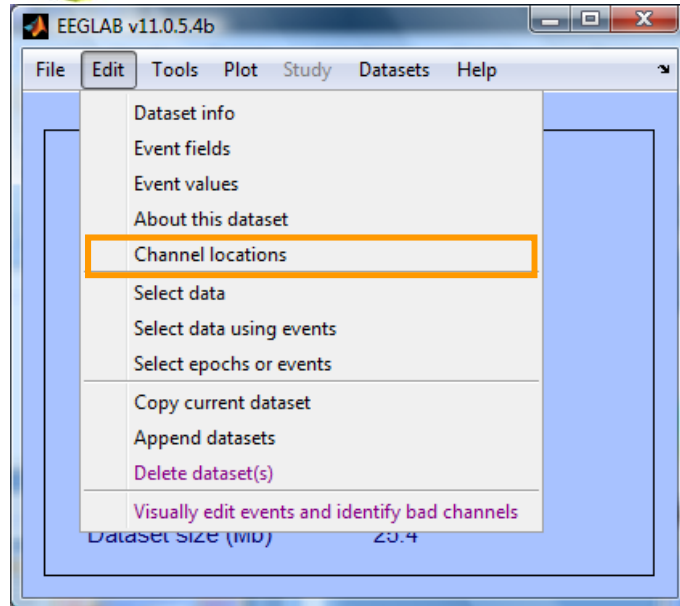 EEGLAB v11.0.5.4b
File Edit Tools Plot Study Datasets Help
Dataset info
Event fields
Event values
About this dataset
Channel locations
Select data
Select data using events
Select epochs or events
Copy current dataset
Append datasets
Delete dataset(s)
Visually edit events and identify bad channels
Dataset size (Mb) 25.4